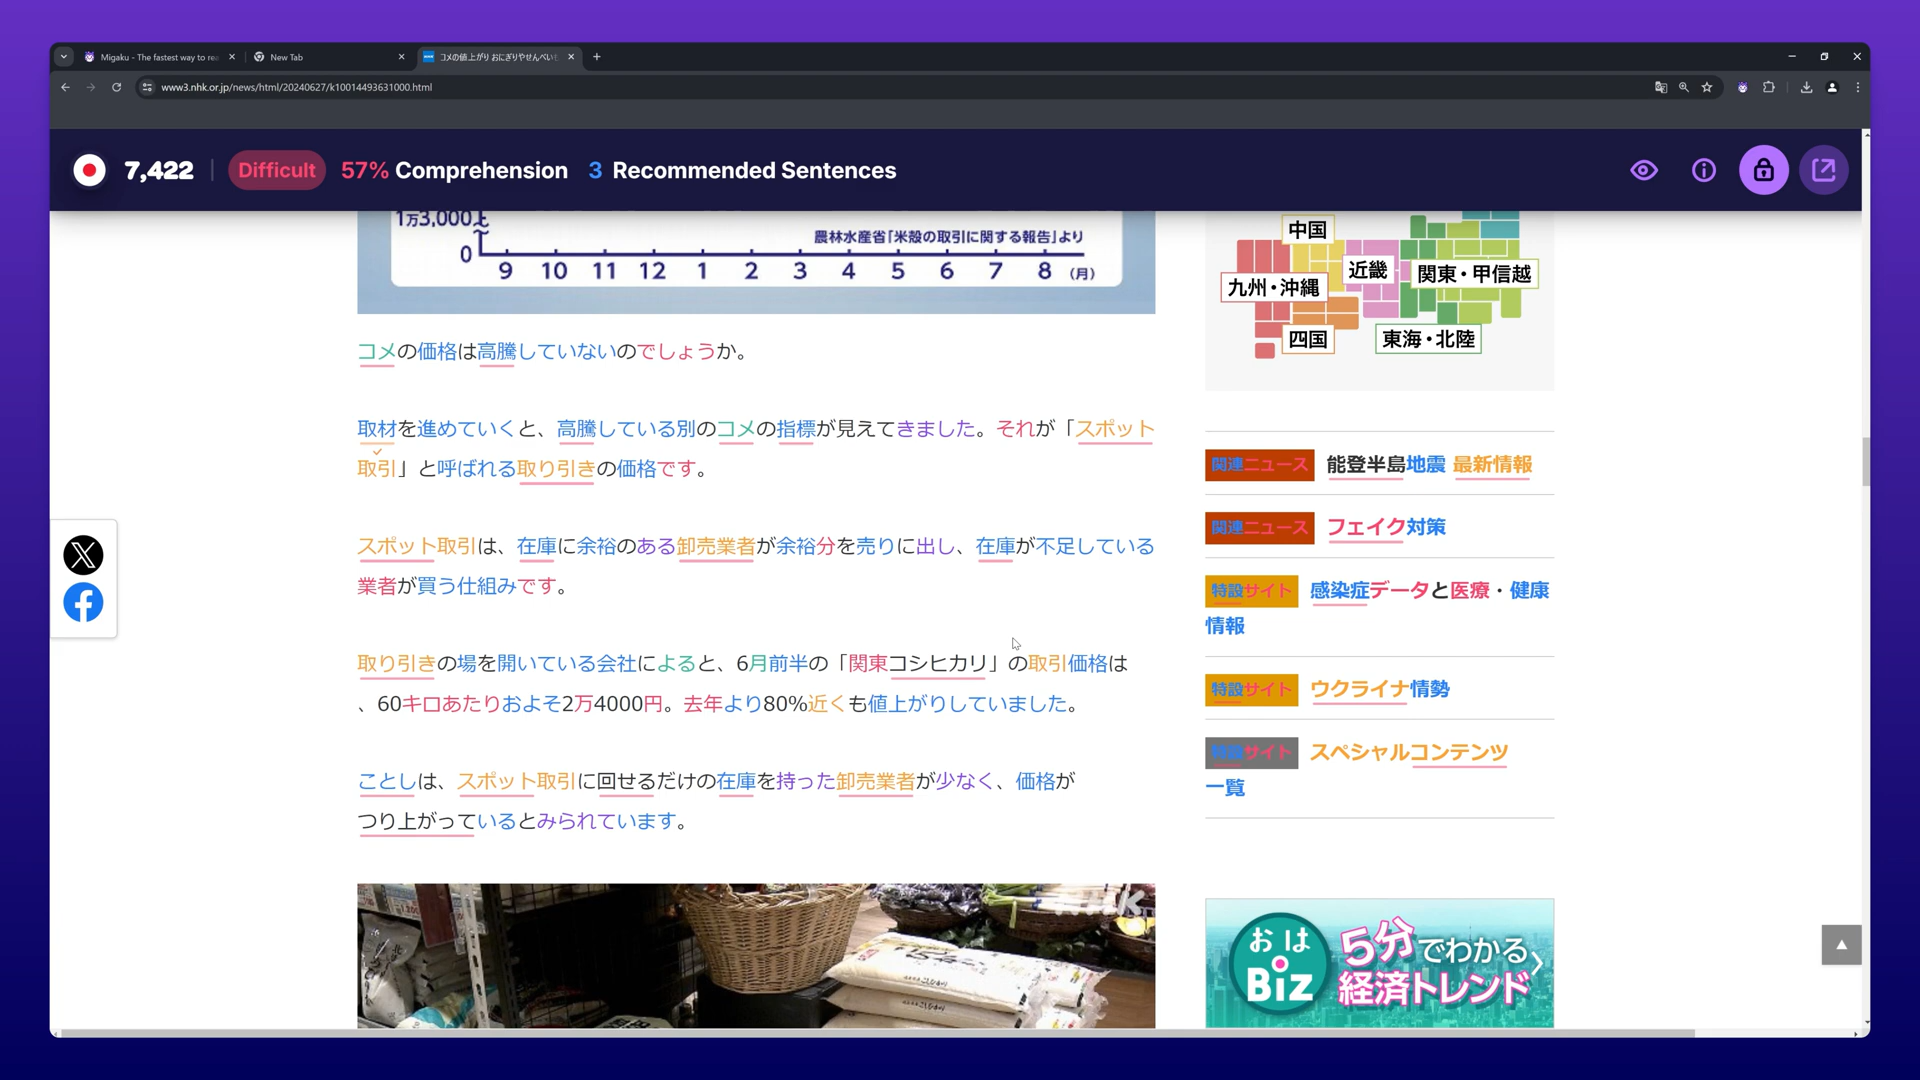 Migaku - The fastest way to rea
New Tab
コメの値上がり おにぎりやせんべいも
www3.nhk.or.jp/news/html/20240627/k10014493631000.html
7,422
Difficult
57% Comprehension
3 Recommended Sentences
1万3,000
0
農林水産省「米殻の取引に関する報告」より
9 10 11 12 1 2 3 4 5 6 7 8 (月)
コメの価格は高騰していないのでしょうか。
取材を進めていくと、高騰している別のコメの指標が見えてきました。それが「スポット
取引」と呼ばれる取り引きの価格です。
スポット取引は、在庫に余裕のある卸売業者が余裕分を売りに出し、在庫が不足している
業者が買う仕組みです。
取り引きの場を開いている会社によると、6月前半の「関東コシヒカリ」の取引価格は
、60キロあたりおよそ2万4000円。去年より80%近くも値上がりしていました。
ことしは、スポット取引に回せるだけの在庫を持った卸売業者が少なく、価格が
つり上がっているとみられています。
中国
近畿
関東・甲信越
九州・沖縄
四国
東海・北陸
関連ニュース 能登半島地震 最新情報
関連ニュース フェイク対策
特設サイト 感染症データと医療・健康
情報
特設サイト ウクライナ情勢
特設サイト スペシャルコンテンツ
一覧
おは
Biz
5分でわかる
経済トレンド